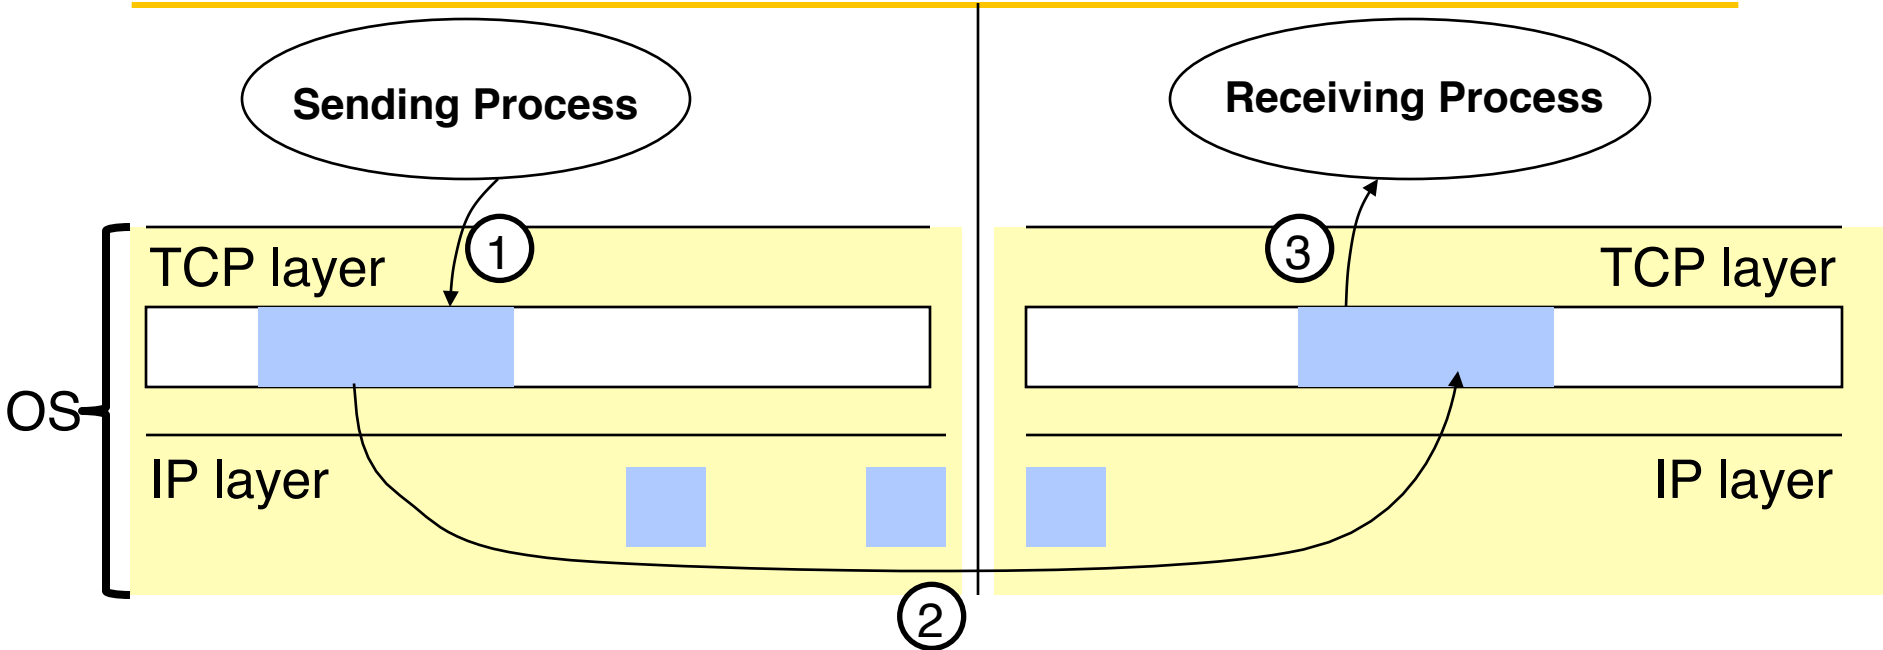 Sending Process
Receiving Process
1
3
TCP layer
TCP layer
OS
IP layer
IP layer
2